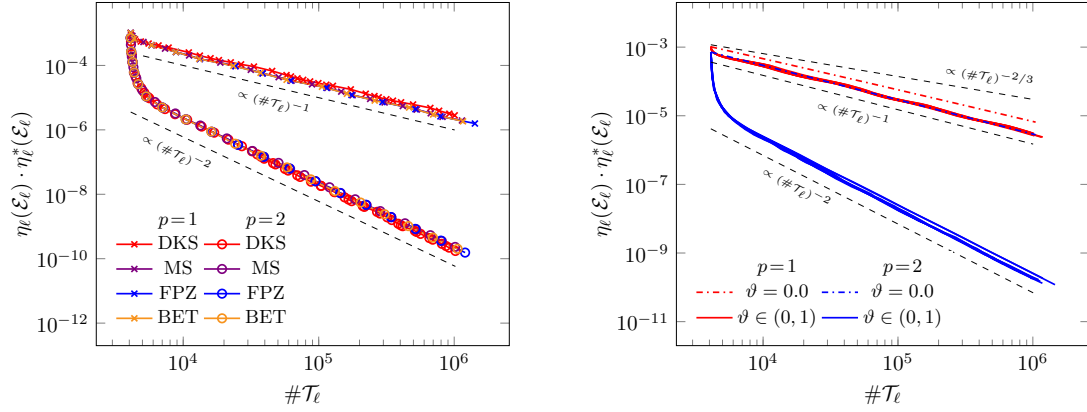 10^{-4}
10^{-6}
10^{-8}
10^{-10}
10^{-12}
η_ℓ(ℰ_ℓ) · η_ℓ^*(ℰ_ℓ)
∝ (#𝒯_ℓ)^{-1}
∝ (#𝒯_ℓ)^{-2}
p = 1 p = 2
DKS DKS
MS MS
FPZ FPZ
BET BET
10^4 10^5 10^6
#𝒯_ℓ
10^{-3}
10^{-5}
10^{-7}
10^{-9}
10^{-11}
η_ℓ(ℰ_ℓ) · η_ℓ^*(ℰ_ℓ)
∝ (#𝒯_ℓ)^{-2/3}
∝ (#𝒯_ℓ)^{-1}
∝ (#𝒯_ℓ)^{-2}
p = 1 p = 2
ϑ = 0.0 ϑ = 0.0
ϑ ∈ (0, 1) ϑ ∈ (0, 1)
10^4 10^5 10^6
#𝒯_ℓ